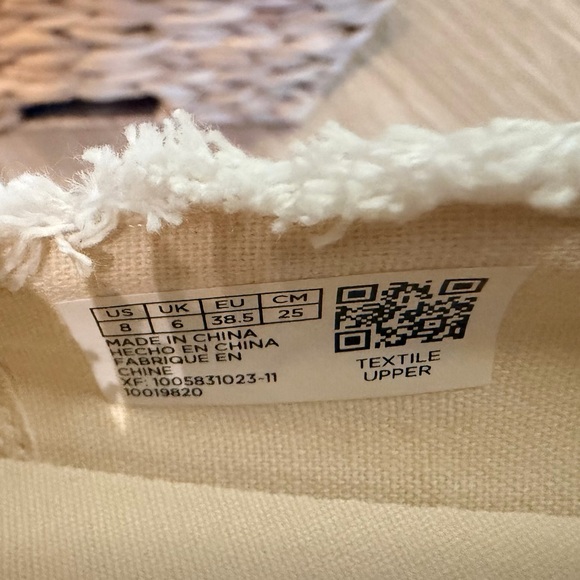 US UK EU CM
8 6 38.5 25
MADE IN CHINA
HECHO EN CHINA
FABRIQUE EN
CHINE
XF: 1005831023-11
10019820
TEXTILE
UPPER